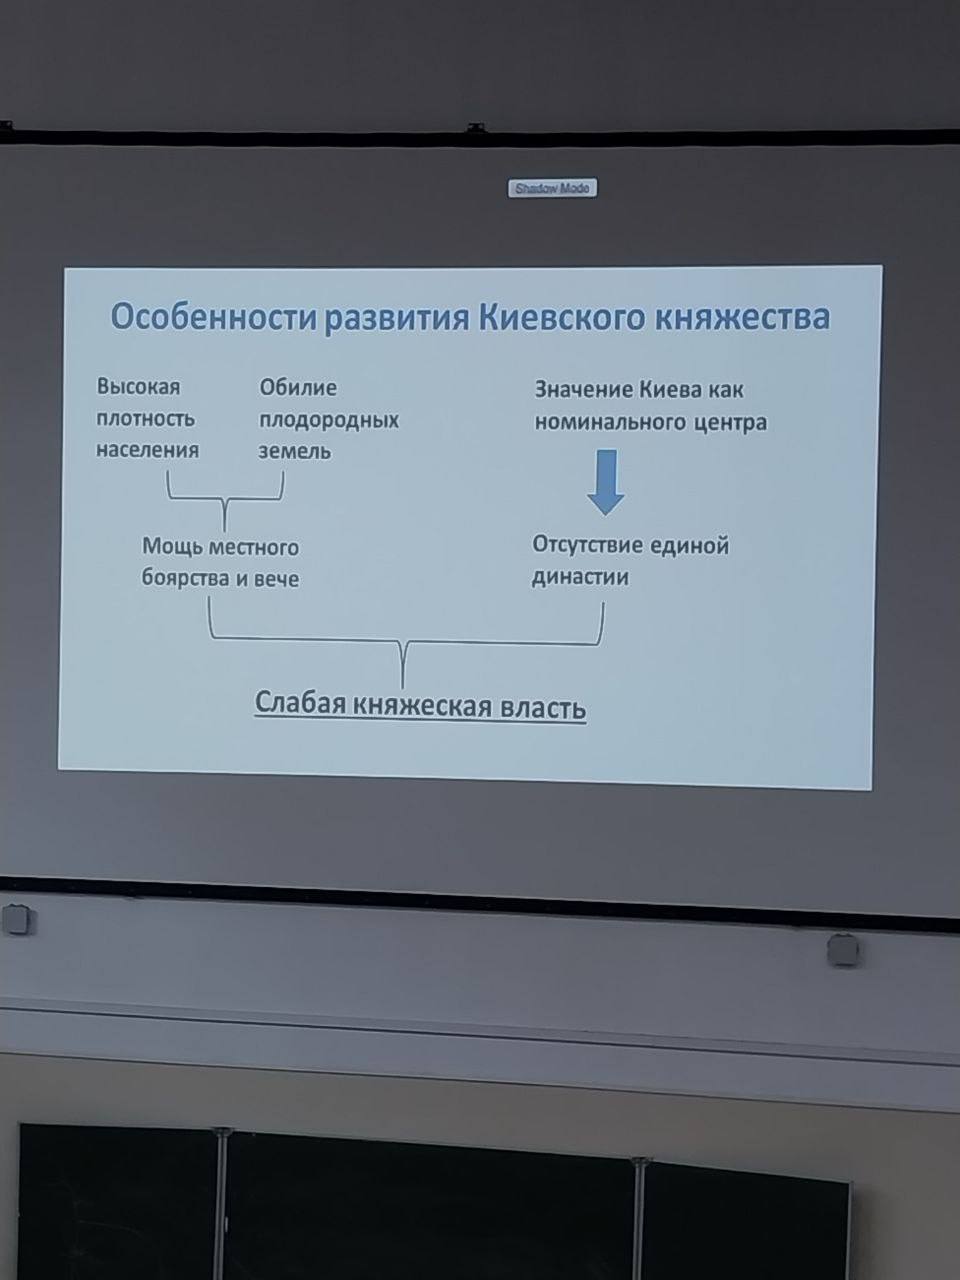 Shadow Mode
Особенности развития Киевского княжества
Высокая
плотность
населения
Обилие
плодородных
земель
Значение Киева как
номинального центра
Мощь местного
боярства и вече
Отсутствие единой
династии
Слабая княжеская власть